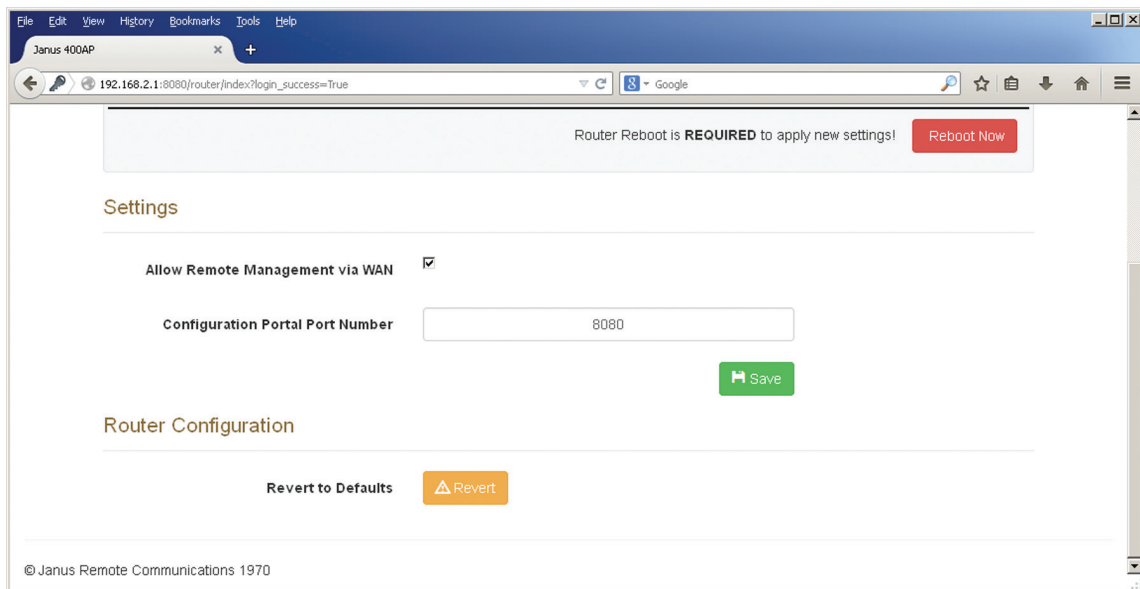 File Edit View History Bookmarks Tools Help
Janus 400AP
192.168.2.1:8080/router/index?login_success=True
Google
Router Reboot is REQUIRED to apply new settings!
Reboot Now
Settings
Allow Remote Management via WAN
Configuration Portal Port Number
8080
Save
Router Configuration
Revert to Defaults
Revert
© Janus Remote Communications 1970